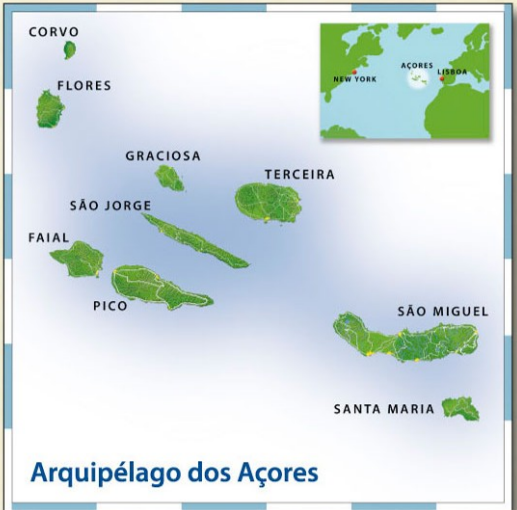 CORVO
FLORES
AÇORES
LISBOA
NEW YORK
GRACIOSA
TERCEIRA
SÃO JORGE
FAIAL
PICO
SÃO MIGUEL
SANTA MARIA
Arquipélago dos Açores